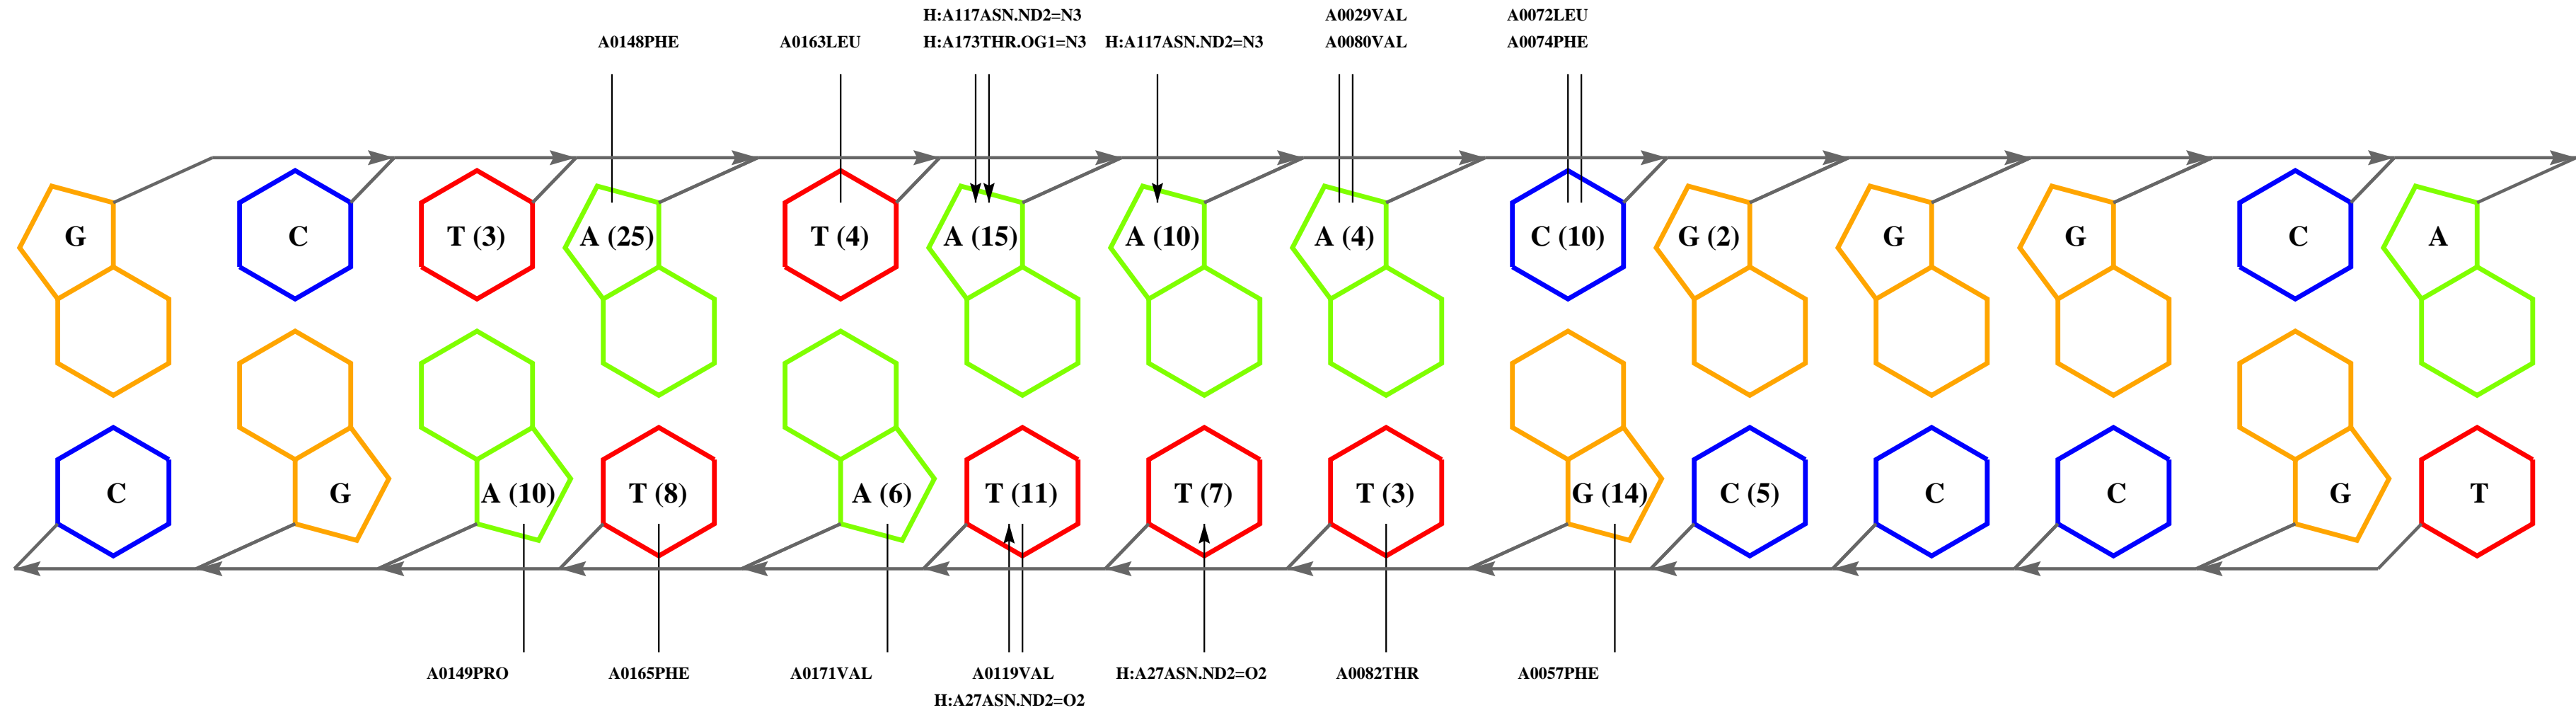 H:A117ASN.ND2=N3 A0029VAL A0072LEU
A0148PHE A0163LEU H:A173THR.OG1=N3 H:A117ASN.ND2=N3 A0080VAL A0074PHE
G C T (3) A (25) T (4) A (15) A (10) A (4) C (10) G (2) G G C A
C G A (10) T (8) A (6) T (11) T (7) T (3) G (14) C (5) C C G T
A0149PRO A0165PHE A0171VAL A0119VAL H:A27ASN.ND2=O2 A0082THR A0057PHE
H:A27ASN.ND2=O2